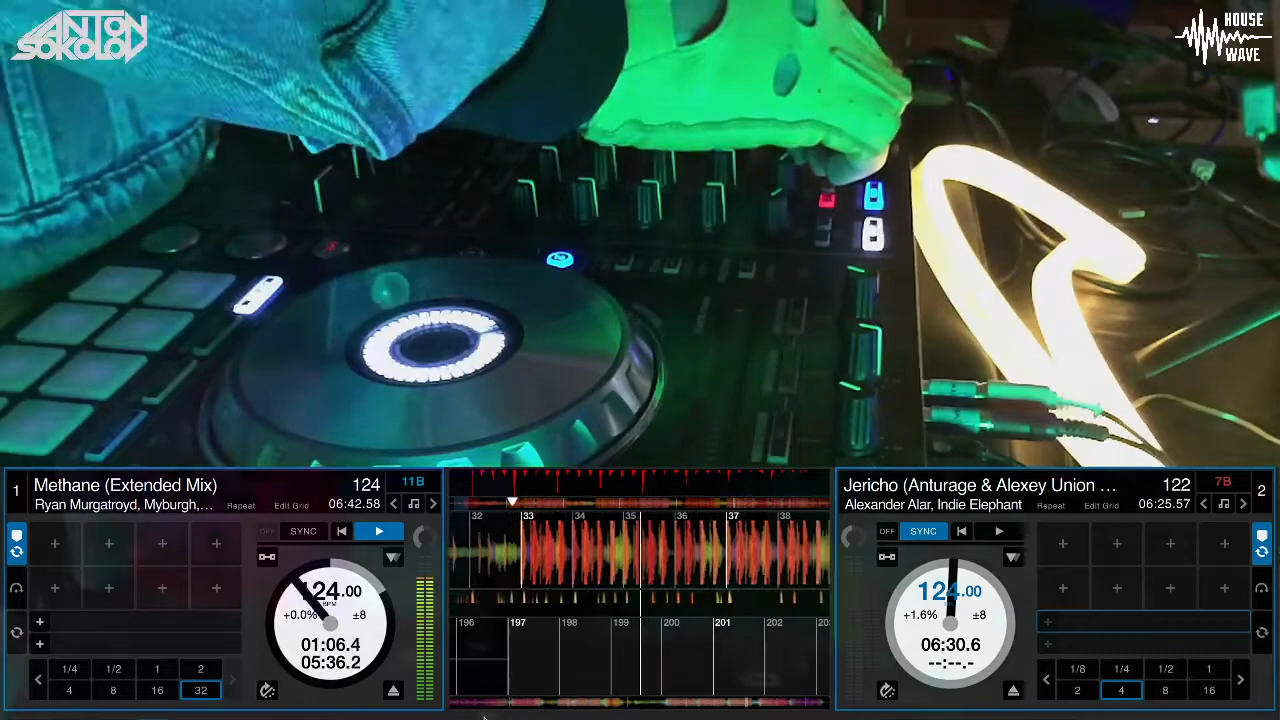 ANTON
SOKOLOV
HOUSE
WAVE
1
Methane (Extended Mix)
124
11B
Ryan Murgatroyd, Myburgh,...
Repeat
Edit Grid
06:42.58
OFF
SYNC
124.00
BPM
+0.0%
±8
01:06.4
05:36.2
1/4 1/2 1 2
4 8 16 32
32 33 34 35 36 37 38
196 197 198 199 200 201 202
Jericho (Anturage & Alexey Union ...
122
7B
2
Alexander Alar, Indie Elephant
Repeat
Edit Grid
06:25.57
OFF
SYNC
124.00
+1.6%
±8
06:30.6
--:--.-
1/8 1/4 1/2 1
2 4 8 16